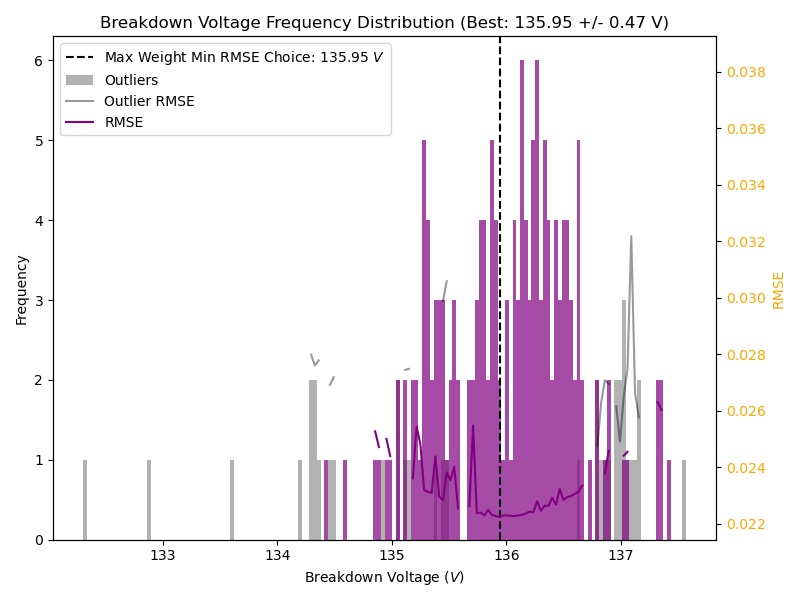 Breakdown Voltage Frequency Distribution (Best: 135.95 +/- 0.47 V)
Max Weight Min RMSE Choice: 135.95 V
Outliers
Outlier RMSE
RMSE
6
5
4
3
2
1
0
Frequency
133
134
135
136
137
Breakdown Voltage (V)
0.038
0.036
0.034
0.032
0.030
0.028
0.026
0.024
0.022
RMSE